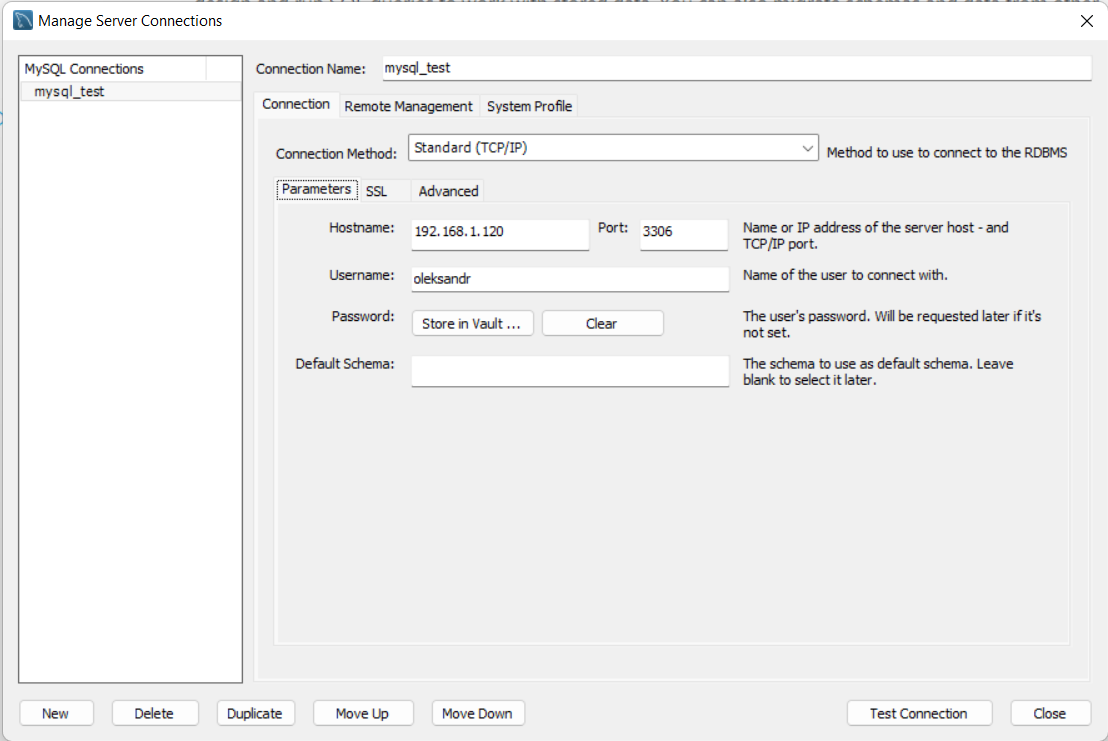 Manage Server Connections
MySQL Connections
mysql_test
Connection Name:
mysql_test
Connection
Remote Management
System Profile
Connection Method:
Standard (TCP/IP)
Method to use to connect to the RDBMS
Parameters
SSL
Advanced
Hostname:
192.168.1.120
Port:
3306
Name or IP address of the server host - and
TCP/IP port.
Username:
oleksandr
Name of the user to connect with.
Password:
Store in Vault ...
Clear
The user's password. Will be requested later if it's
not set.
Default Schema:
The schema to use as default schema. Leave
blank to select it later.
New
Delete
Duplicate
Move Up
Move Down
Test Connection
Close